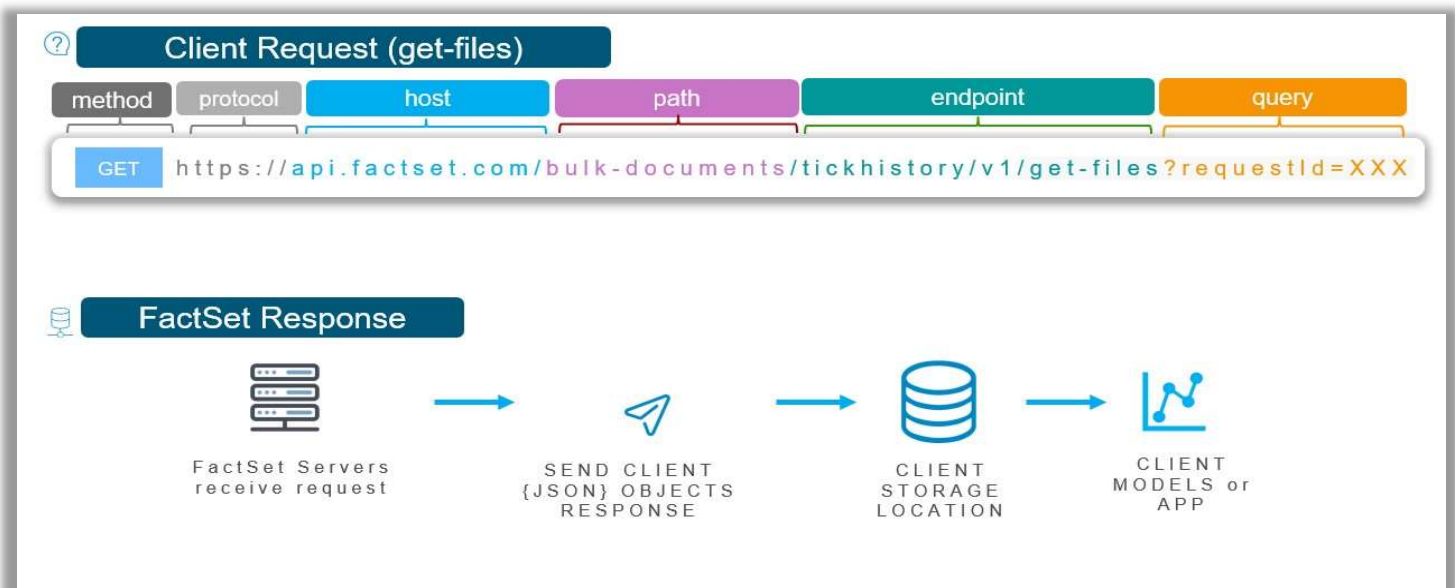 ?
Client Request (get-files)
method protocol host path endpoint query
GET https://api.factset.com/bulk-documents/tickhistory/v1/get-files?requestId=XXX
FactSet Response
FactSet Servers
receive request
SEND CLIENT
{JSON} OBJECTS
RESPONSE
CLIENT
STORAGE
LOCATION
CLIENT
MODELS or
APP